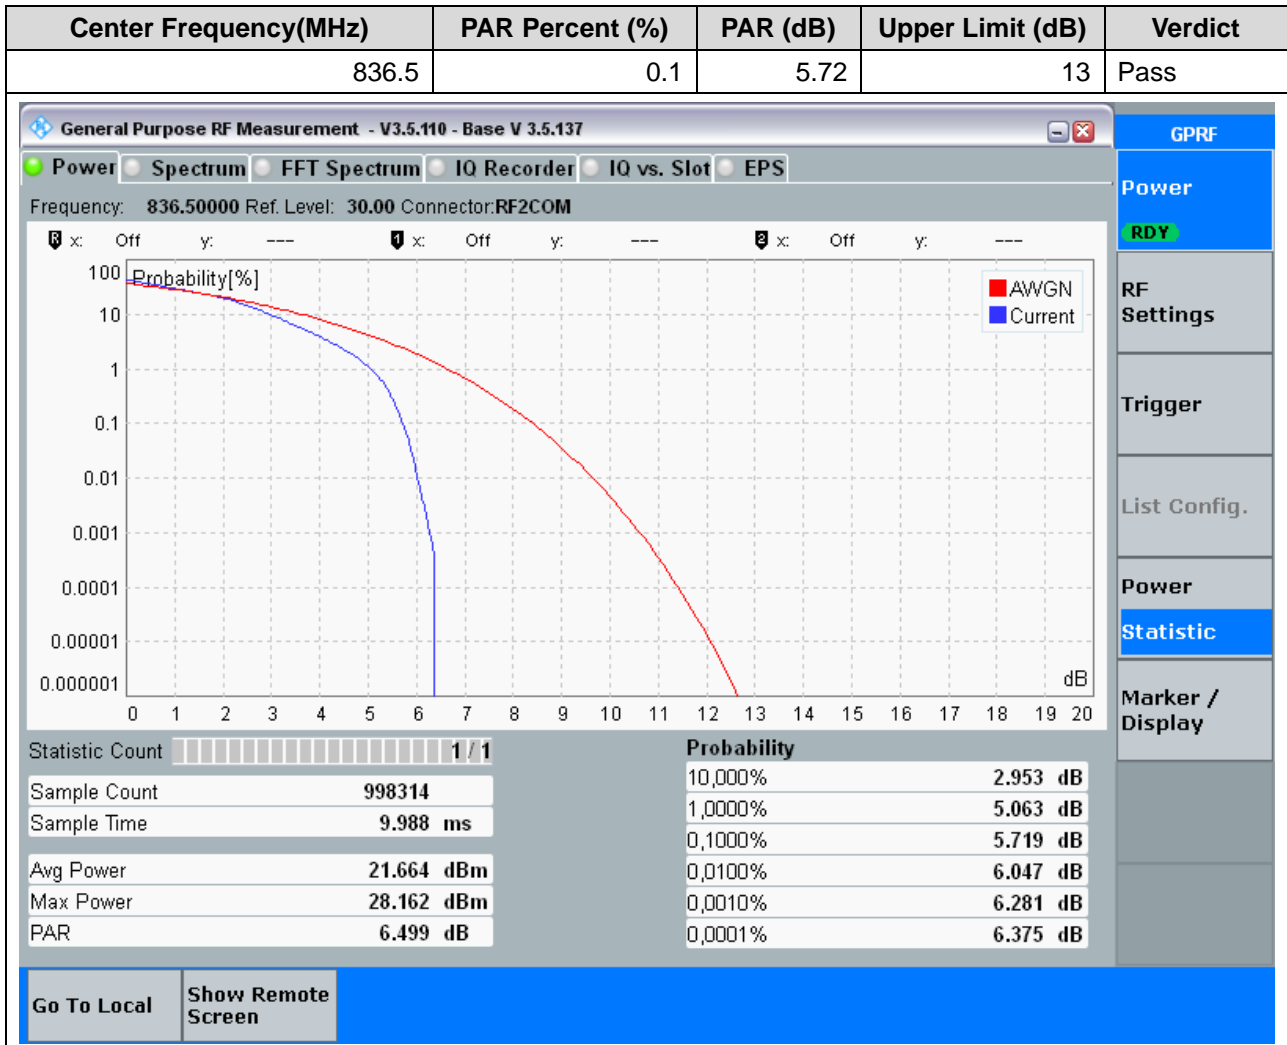 Center Frequency(MHz) PAR Percent (%) PAR (dB) Upper Limit (dB) Verdict
836.5 0.1 5.72 13 Pass
General Purpose RF Measurement - V3.5.110 - Base V 3.5.137
GPRF
Power Spectrum FFT Spectrum IQ Recorder IQ vs. Slot EPS
Frequency: 836.50000 Ref. Level: 30.00 Connector:RF2COM
R x: Off y: --- 1 x: Off y: --- 2 x: Off y: ---
Probability[%]
100
10
1
0.1
0.01
0.001
0.0001
0.00001
0.000001
AWGN
Current
dB
0 1 2 3 4 5 6 7 8 9 10 11 12 13 14 15 16 17 18 19 20
Statistic Count 1 / 1
Sample Count 998314
Sample Time 9.988 ms
Avg Power 21.664 dBm
Max Power 28.162 dBm
PAR 6.499 dB
Probability
10,000% 2.953 dB
1,0000% 5.063 dB
0,1000% 5.719 dB
0,0100% 6.047 dB
0,0010% 6.281 dB
0,0001% 6.375 dB
Power
RDY
RF
Settings
Trigger
List Config.
Power
Statistic
Marker /
Display
Go To Local
Show Remote
Screen